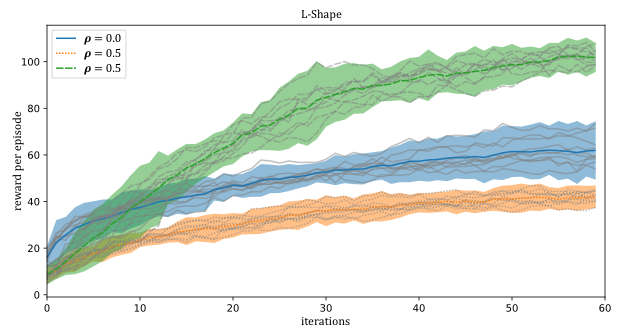 L-Shape
ρ = 0.0
ρ = 0.5
ρ = 0.5
reward per episode
100
80
60
40
20
0
0 10 20 30 40 50 60
iterations